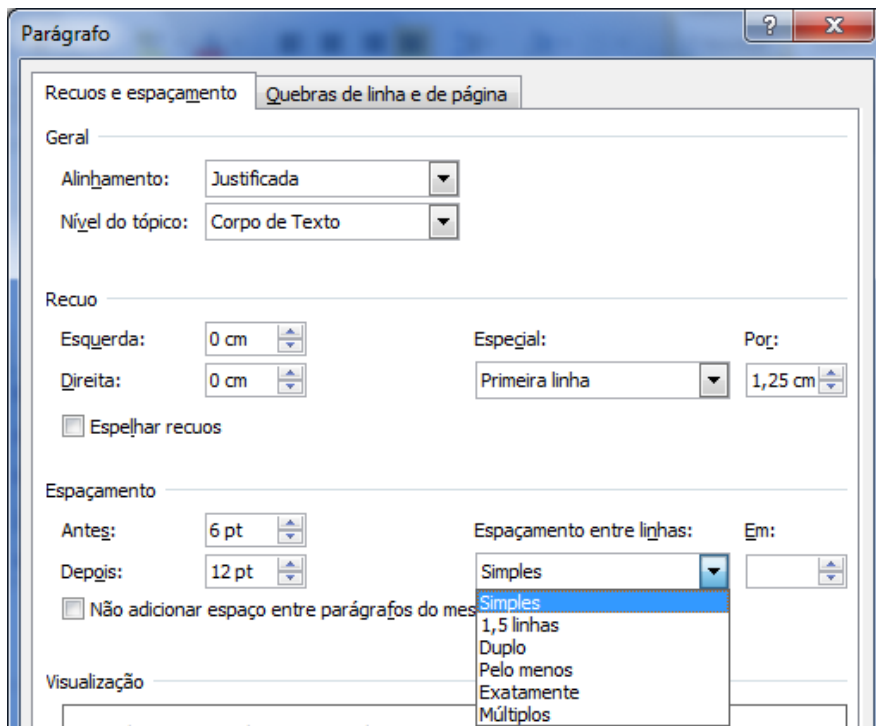 Parágrafo
Recuos e espaçamento Quebras de linha e de página
Geral
Alinhamento: Justificada
Nível do tópico: Corpo de Texto
Recuo
Esquerda: 0 cm Especial: Por:
Direita: 0 cm Primeira linha 1,25 cm
Espelhar recuos
Espaçamento
Antes: 6 pt Espaçamento entre linhas: Em:
Depois: 12 pt Simples
Não adicionar espaço entre parágrafos do mes
Simples
1,5 linhas
Duplo
Pelo menos
Exatamente
Múltiplos
Visualização